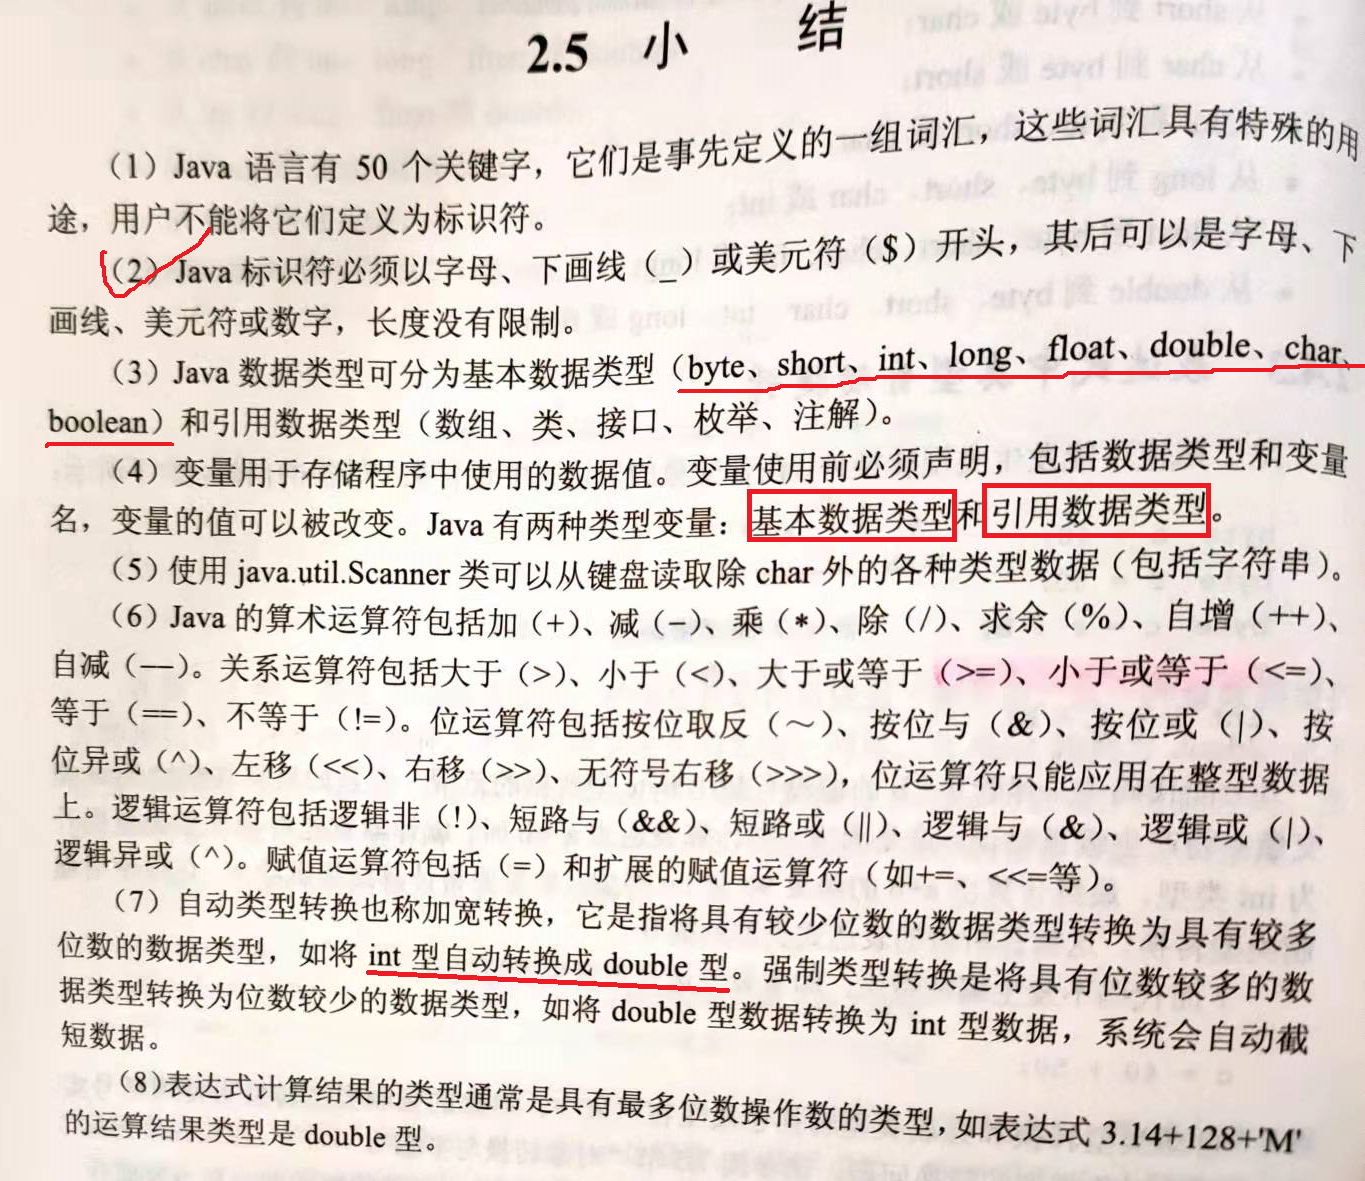 2.5 小 结
（1）Java 语言有 50 个关键字，它们是事先定义的一组词汇，这些词汇具有特殊的用
途，用户不能将它们定义为标识符。
（2）Java 标识符必须以字母、下画线（_）或美元符（$）开头，其后可以是字母、下
画线、美元符或数字，长度没有限制。
（3）Java 数据类型可分为基本数据类型（byte、short、int、long、float、double、char、
boolean）和引用数据类型（数组、类、接口、枚举、注解）。
（4）变量用于存储程序中使用的数据值。变量使用前必须声明，包括数据类型和变量
名，变量的值可以被改变。Java 有两种类型变量：基本数据类型和引用数据类型。
（5）使用 java.util.Scanner 类可以从键盘读取除 char 外的各种类型数据（包括字符串）。
（6）Java 的算术运算符包括加（+）、减（-）、乘（*）、除（/）、求余（%）、自增（++）、
自减（--）。关系运算符包括大于（>）、小于（<）、大于或等于（>=）、小于或等于（<=）、
等于（==）、不等于（!=）。位运算符包括按位取反（～）、按位与（&）、按位或（|）、按
位异或（^）、左移（<<）、右移（>>）、无符号右移（>>>），位运算符只能应用在整型数据
上。逻辑运算符包括逻辑非（!）、短路与（&&）、短路或（||）、逻辑与（&）、逻辑或（|）、
逻辑异或（^）。赋值运算符包括（=）和扩展的赋值运算符（如+=、<<=等）。
（7）自动类型转换也称加宽转换，它是指将具有较少位数的数据类型转换为具有较多
位数的数据类型，如将 int 型自动转换成 double 型。强制类型转换是将具有位数较多的数
据类型转换为位数较少的数据类型，如将 double 型数据转换为 int 型数据，系统会自动截
短数据。
（8）表达式计算结果的类型通常是具有最多位数操作数的类型，如表达式 3.14+128+'M'
的运算结果类型是 double 型。